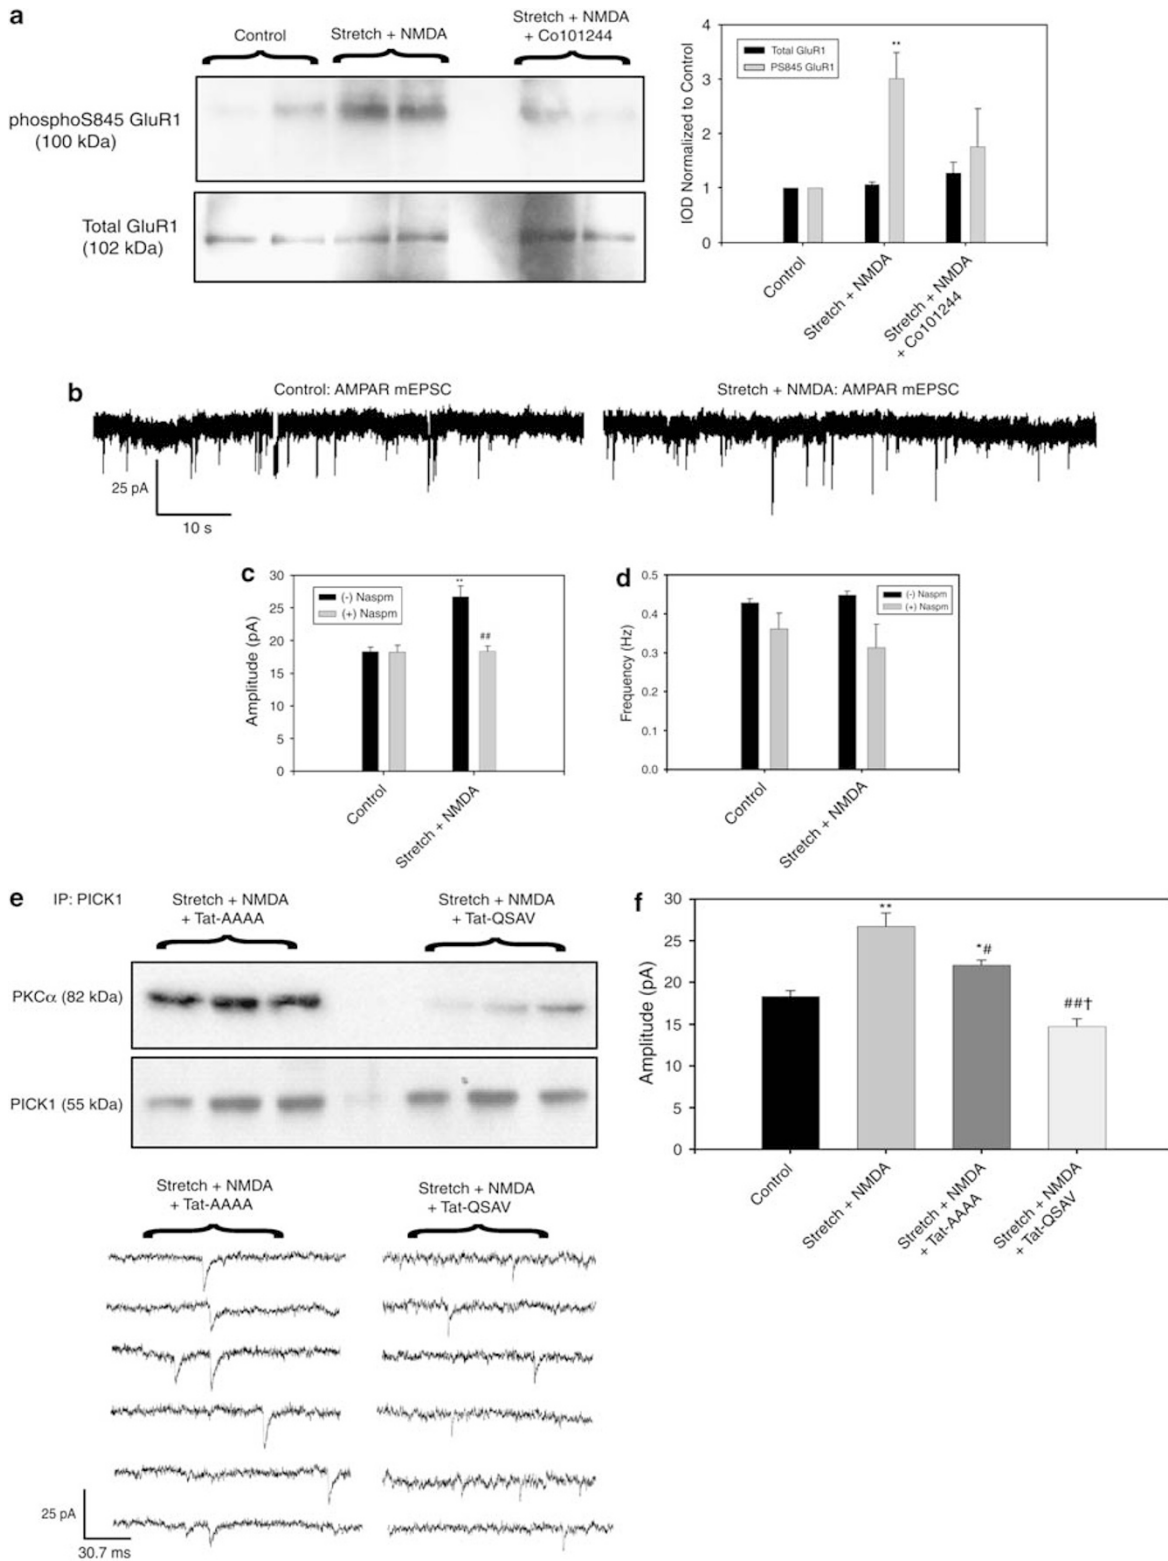 a
Control
Stretch + NMDA
Stretch + NMDA
+ Co101244
phosphoS845 GluR1
(100 kDa)
Total GluR1
(102 kDa)
IOD Normalized to Control
4
3
2
1
0
Total GluR1
PS845 GluR1
**
Control
Stretch + NMDA
Stretch + NMDA
+ Co101244
b
Control: AMPAR mEPSC
Stretch + NMDA: AMPAR mEPSC
25 pA
10 s
c
Amplitude (pA)
30
25
20
15
10
5
0
(-) Naspm
(+) Naspm
**
##
Control
Stretch + NMDA
d
Frequency (Hz)
0.5
0.4
0.3
0.2
0.1
0.0
(-) Naspm
(+) Naspm
Control
Stretch + NMDA
e
IP: PICK1
Stretch + NMDA
+ Tat-AAAA
Stretch + NMDA
+ Tat-QSAV
PKCα (82 kDa)
PICK1 (55 kDa)
Stretch + NMDA
+ Tat-AAAA
Stretch + NMDA
+ Tat-QSAV
25 pA
30.7 ms
f
Amplitude (pA)
30
25
20
15
10
5
0
**
*#
##†
Control
Stretch + NMDA
Stretch + NMDA
+ Tat-AAAA
Stretch + NMDA
+ Tat-QSAV